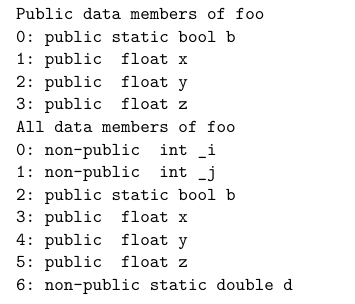 Public data members of foo
0: public static bool b
1: public  float x
2: public  float y
3: public  float z
All data members of foo
0: non-public  int _i
1: non-public  int _j
2: public static bool b
3: public  float x
4: public  float y
5: public  float z
6: non-public static double d